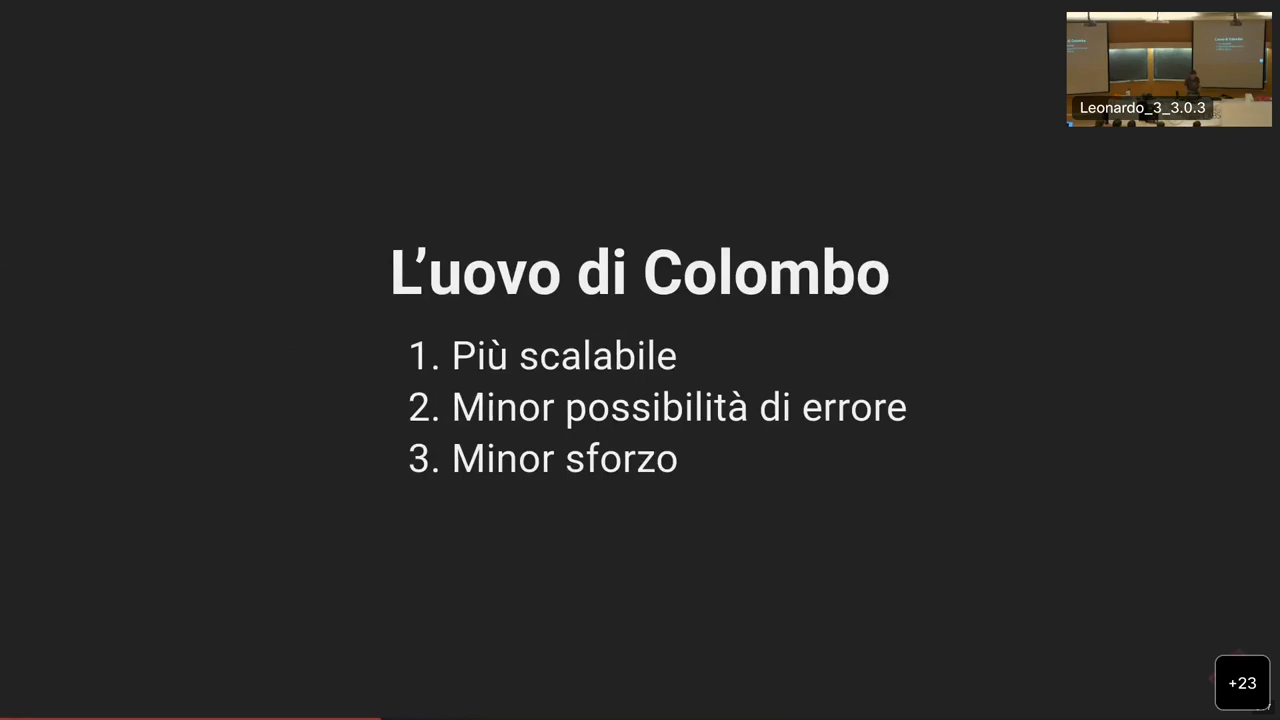 Leonardo_3_3.0.3
L’uovo di Colombo
1. Più scalabile
2. Minor possibilità di errore
3. Minor sforzo
+23